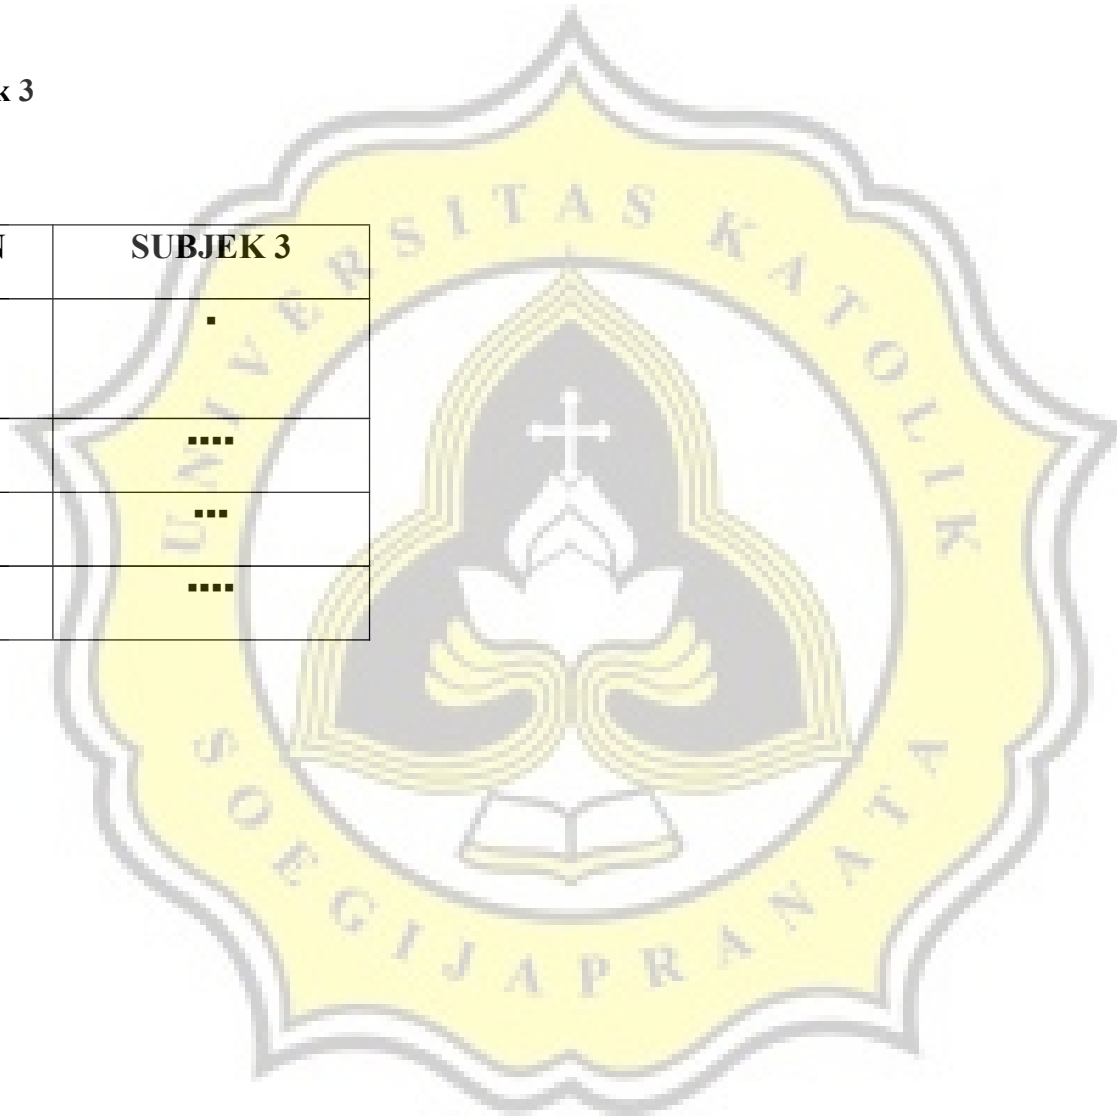 k 3
N SUBJEK 3
▪
▪▪▪▪
▪▪▪
▪▪▪▪
UNIVERSITAS KATOLIK
SOEGIJAPRANATA